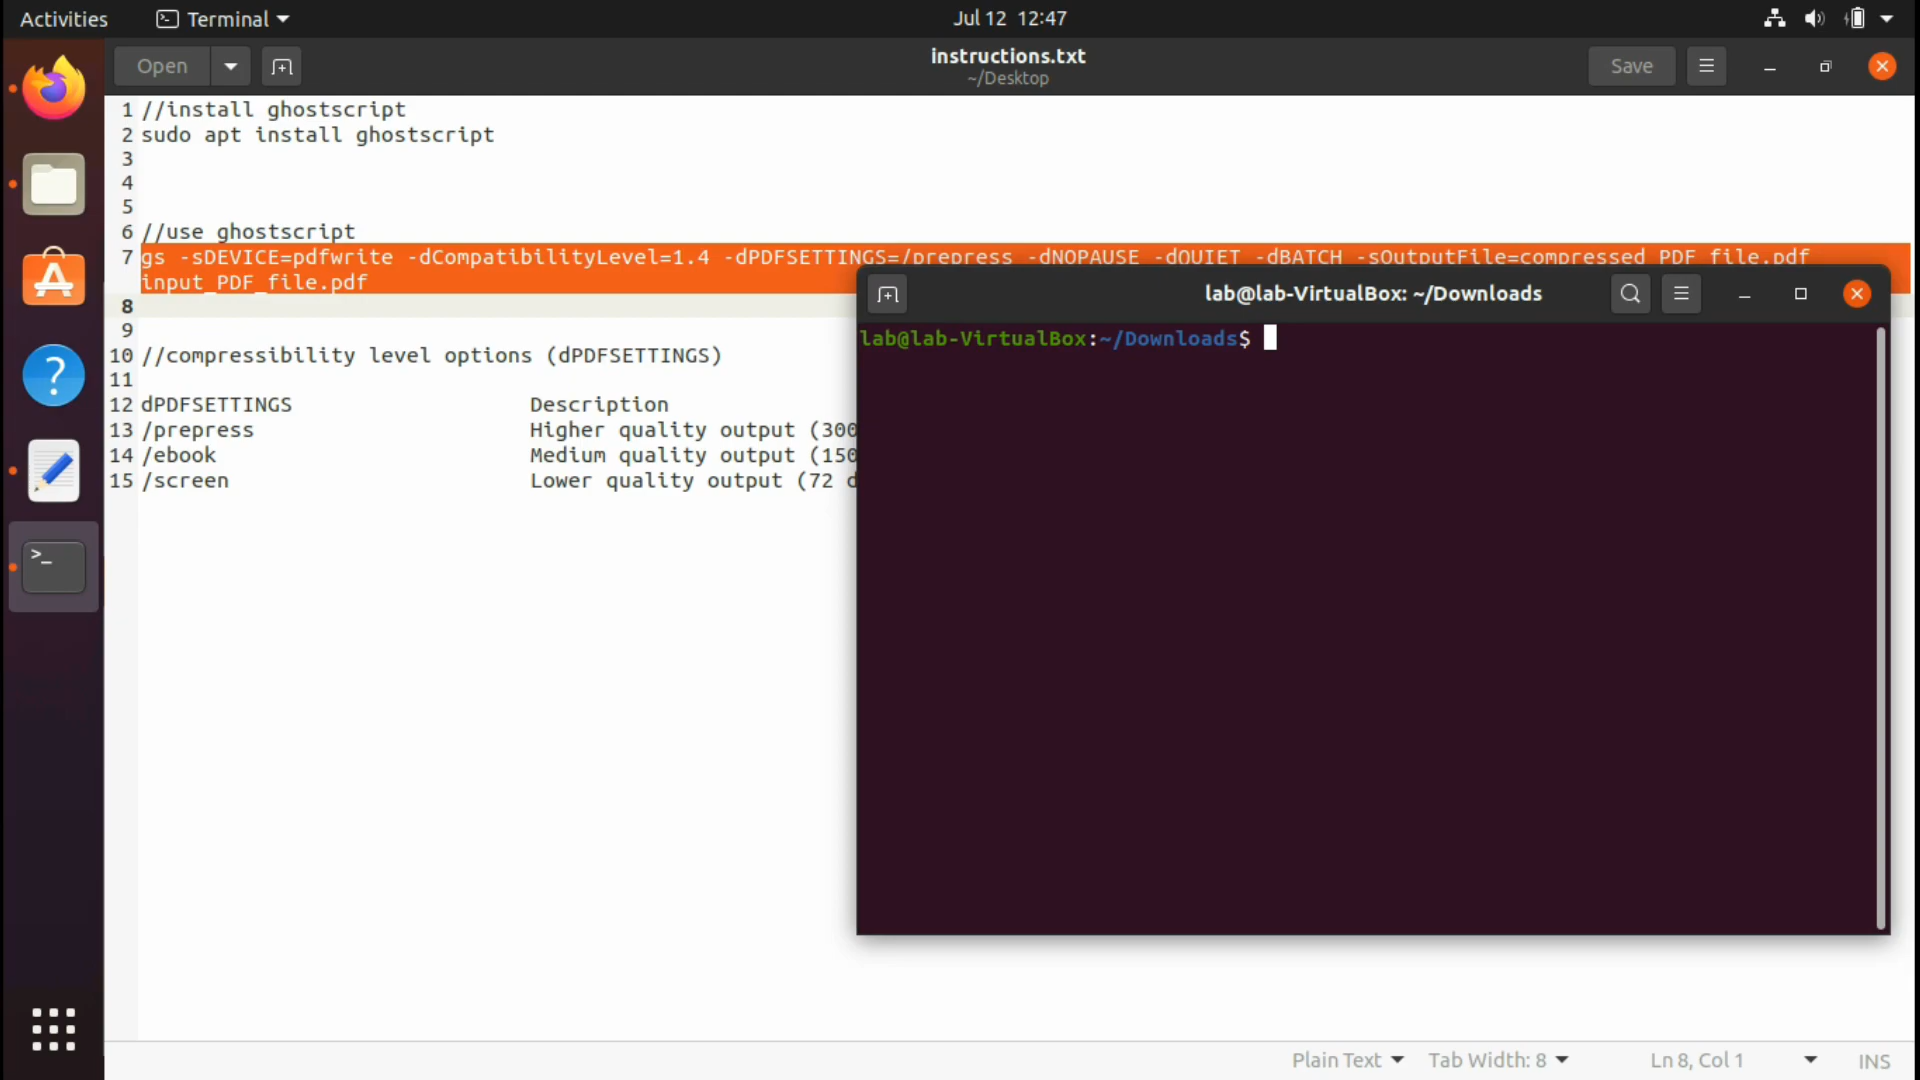 Activities Terminal Jul 12 12:47
Open instructions.txt Save
~/Desktop
1 //install ghostscript
2 sudo apt install ghostscript
3
4
5
6 //use ghostscript
7 gs -sDEVICE=pdfwrite -dCompatibilityLevel=1.4 -dPDFSETTINGS=/prepress -dNOPAUSE -dQUIET -dBATCH -sOutputFile=compressed_PDF_file.pdf
input_PDF_file.pdf
8
9
10 //compressibility level options (dPDFSETTINGS)
11
12 dPDFSETTINGS Description
13 /prepress Higher quality output (300
14 /ebook Medium quality output (150
15 /screen Lower quality output (72 d
lab@lab-VirtualBox: ~/Downloads
lab@lab-VirtualBox:~/Downloads$
>_
Plain Text Tab Width: 8 Ln 8, Col 1 INS